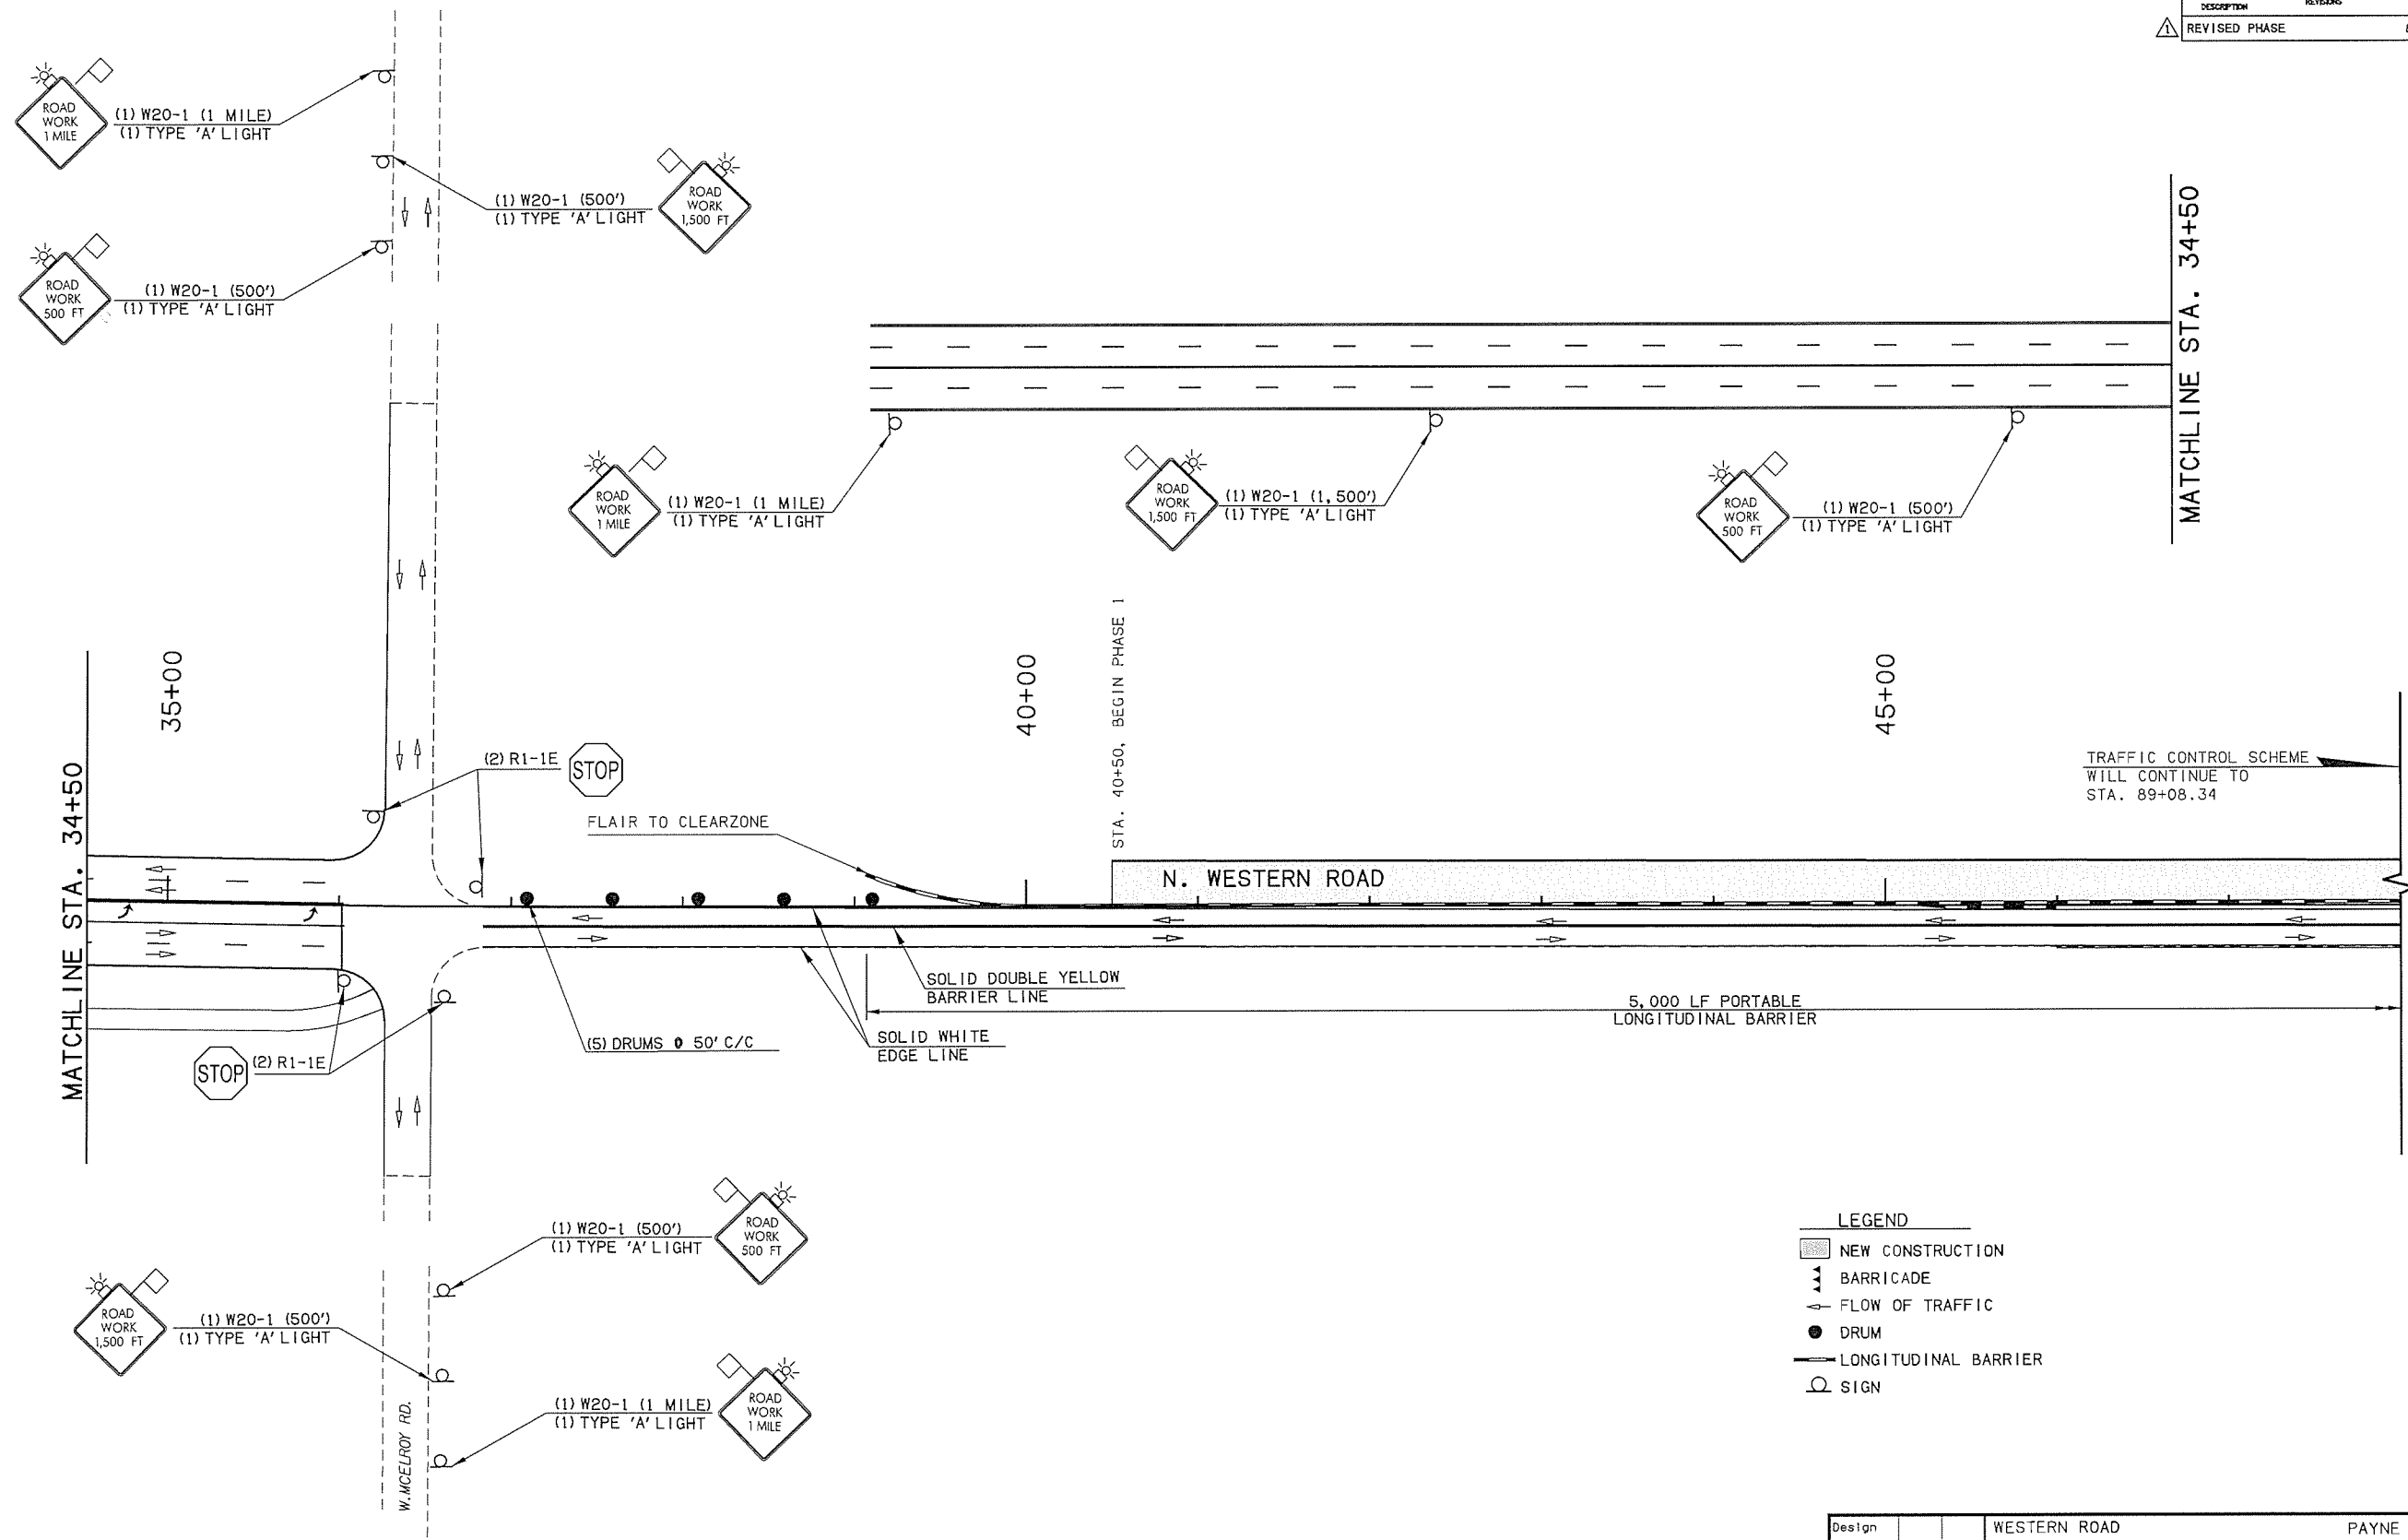 DESCRIPTION REVISIONS
1 REVISED PHASE
ROAD
WORK
1 MILE
(1) W20-1 (1 MILE)
(1) TYPE 'A' LIGHT
(1) W20-1 (500')
(1) TYPE 'A' LIGHT
ROAD
WORK
1,500 FT
ROAD
WORK
500 FT
(1) W20-1 (500')
(1) TYPE 'A' LIGHT
MATCHLINE STA. 34+50
ROAD
WORK
1 MILE
(1) W20-1 (1 MILE)
(1) TYPE 'A' LIGHT
ROAD
WORK
1,500 FT
(1) W20-1 (1,500')
(1) TYPE 'A' LIGHT
ROAD
WORK
500 FT
(1) W20-1 (500')
(1) TYPE 'A' LIGHT
MATCHLINE STA. 34+50
35+00
40+00
STA. 40+50, BEGIN PHASE 1
45+00
(2) R1-1E
STOP
FLAIR TO CLEARZONE
TRAFFIC CONTROL SCHEME
WILL CONTINUE TO
STA. 89+08.34
N. WESTERN ROAD
SOLID DOUBLE YELLOW
BARRIER LINE
5,000 LF PORTABLE
LONGITUDINAL BARRIER
(5) DRUMS @ 50' C/C
SOLID WHITE
EDGE LINE
STOP
(2) R1-1E
(1) W20-1 (500')
(1) TYPE 'A' LIGHT
ROAD
WORK
500 FT
ROAD
WORK
1,500 FT
(1) W20-1 (500')
(1) TYPE 'A' LIGHT
(1) W20-1 (1 MILE)
(1) TYPE 'A' LIGHT
ROAD
WORK
1 MILE
W. MCELROY RD.
LEGEND
NEW CONSTRUCTION
BARRICADE
FLOW OF TRAFFIC
DRUM
LONGITUDINAL BARRIER
SIGN
Design WESTERN ROAD PAYNE